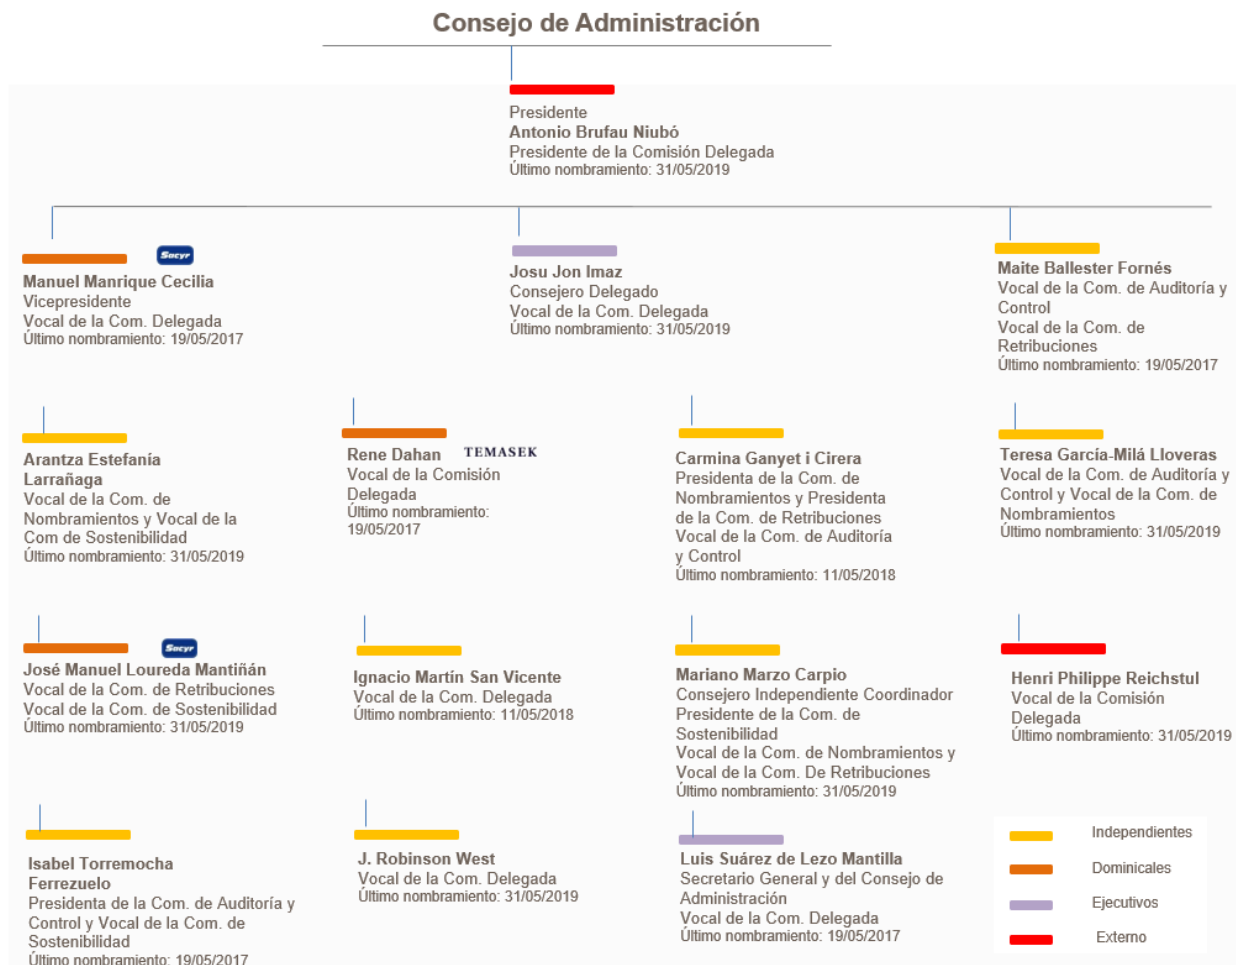 Consejo de Administración
Presidente
Antonio Brufau Niubó
Presidente de la Comisión Delegada
Último nombramiento: 31/05/2019
Sacyr
Manuel Manrique Cecilia
Vicepresidente
Vocal de la Com. Delegada
Último nombramiento: 19/05/2017
Josu Jon Imaz
Consejero Delegado
Vocal de la Com. Delegada
Último nombramiento: 31/05/2019
Maite Ballester Fornés
Vocal de la Com. de Auditoría y
Control
Vocal de la Com. de
Retribuciones
Último nombramiento: 19/05/2017
Arantza Estefanía
Larrañaga
Vocal de la Com. de
Nombramientos y Vocal de la
Com de Sostenibilidad
Último nombramiento: 31/05/2019
Rene Dahan
TEMASEK
Vocal de la Comisión
Delegada
Último nombramiento:
19/05/2017
Carmina Ganyet i Cirera
Presidenta de la Com. de
Nombramientos y Presidenta
de la Com. de Retribuciones
Vocal de la Com. de Auditoría
y Control
Último nombramiento: 11/05/2018
Teresa García-Milá Lloveras
Vocal de la Com. de Auditoría y
Control y Vocal de la Com. de
Nombramientos
Último nombramiento: 31/05/2019
Sacyr
José Manuel Loureda Mantiñán
Vocal de la Com. de Retribuciones
Vocal de la Com. de Sostenibilidad
Último nombramiento: 31/05/2019
Ignacio Martín San Vicente
Vocal de la Com. Delegada
Último nombramiento: 11/05/2018
Mariano Marzo Carpio
Consejero Independiente Coordinador
Presidente de la Com. de
Sostenibilidad
Vocal de la Com. de Nombramientos y
Vocal de la Com. De Retribuciones
Último nombramiento: 31/05/2019
Henri Philippe Reichstul
Vocal de la Comisión
Delegada
Último nombramiento: 31/05/2019
Isabel Torremocha
Ferrezuelo
Presidenta de la Com. de Auditoría y
Control y Vocal de la Com. de
Sostenibilidad
Último nombramiento: 19/05/2017
J. Robinson West
Vocal de la Com. Delegada
Último nombramiento: 31/05/2019
Luis Suárez de Lezo Mantilla
Secretario General y del Consejo de
Administración
Vocal de la Com. Delegada
Último nombramiento: 19/05/2017
Independientes
Dominicales
Ejecutivos
Externo